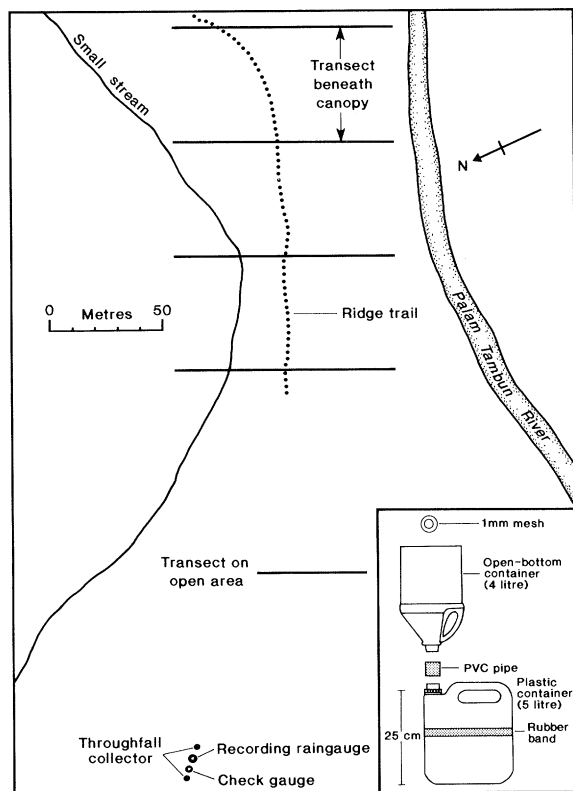 Small stream
Transect
beneath
canopy
N
0 Metres 50
Ridge trail
Palam Tambun River
Transect on
open area
1mm mesh
Open-bottom
container
(4 litre)
PVC pipe
Plastic
container
(5 litre)
Rubber
band
25 cm
Throughfall
collector
Recording raingauge
Check gauge